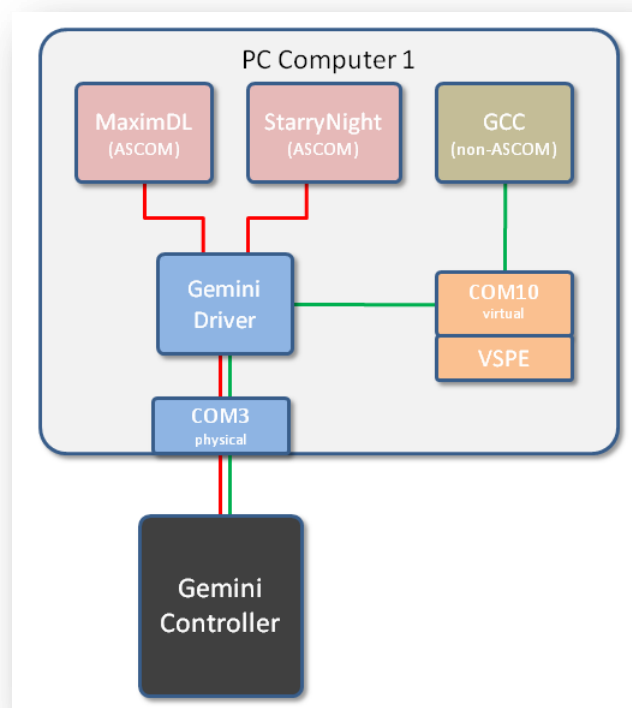 PC Computer 1
MaximDL
(ASCOM)
StarryNight
(ASCOM)
GCC
(non-ASCOM)
Gemini
Driver
COM10
virtual
VSPE
COM3
physical
Gemini
Controller